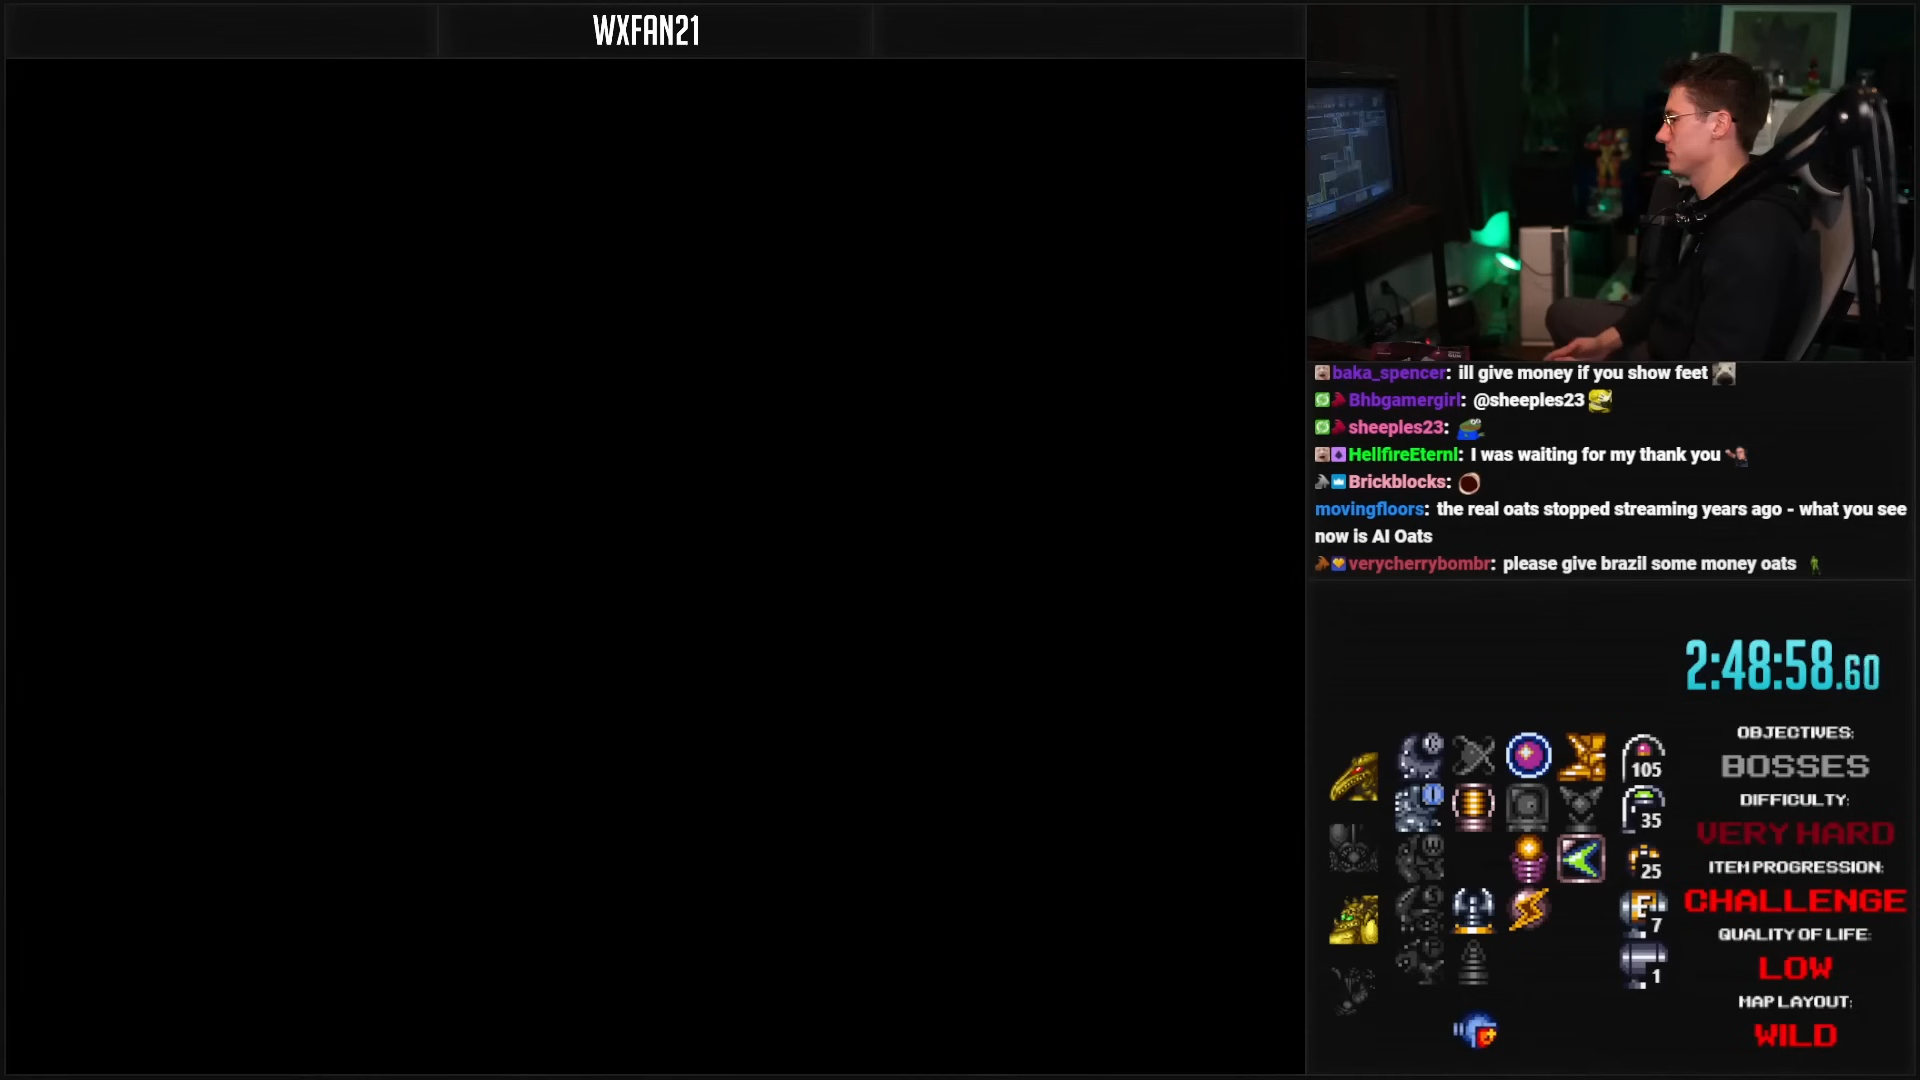 WXFAN21
baka_spencer: ill give money if you show feet
Bhbgamergirl: @sheeples23
sheeples23:
HellfireEternl: I was waiting for my thank you
Brickblocks:
movingfloors: the real oats stopped streaming years ago - what you see
now is AI Oats
verycherrybombr: please give brazil some money oats
2:48:58.60
OBJECTIVES:
BOSSES
DIFFICULTY:
VERY HARD
ITEM PROGRESSION:
CHALLENGE
QUALITY OF LIFE:
LOW
MAP LAYOUT:
WILD
105
35
25
E 7
1